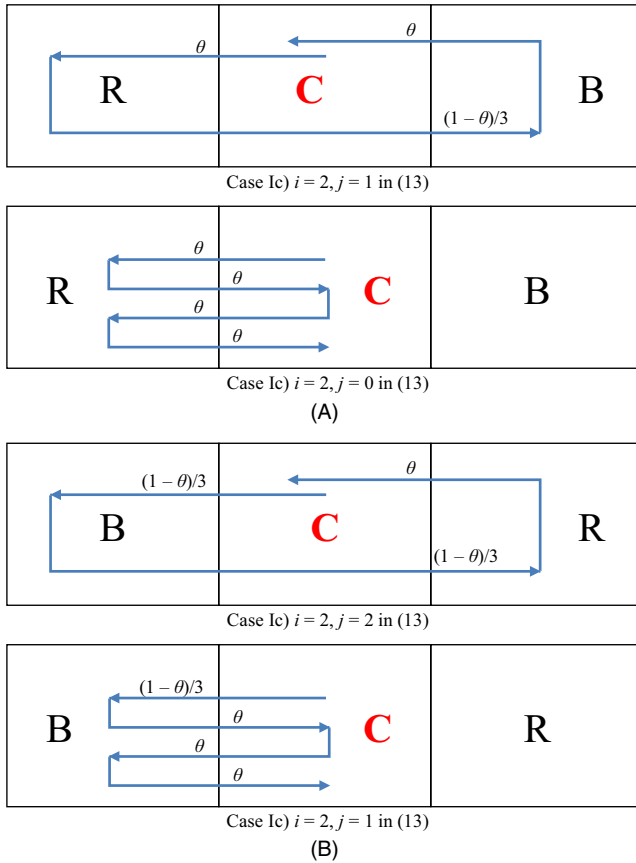 θ
θ
R
C
B
(1 – θ)/3
Case Ic) i = 2, j = 1 in (13)
θ
θ
R
C
B
θ
θ
Case Ic) i = 2, j = 0 in (13)
(A)
θ
(1 – θ)/3
B
C
R
(1 – θ)/3
Case Ic) i = 2, j = 2 in (13)
(1 – θ)/3
θ
B
C
R
θ
θ
Case Ic) i = 2, j = 1 in (13)
(B)